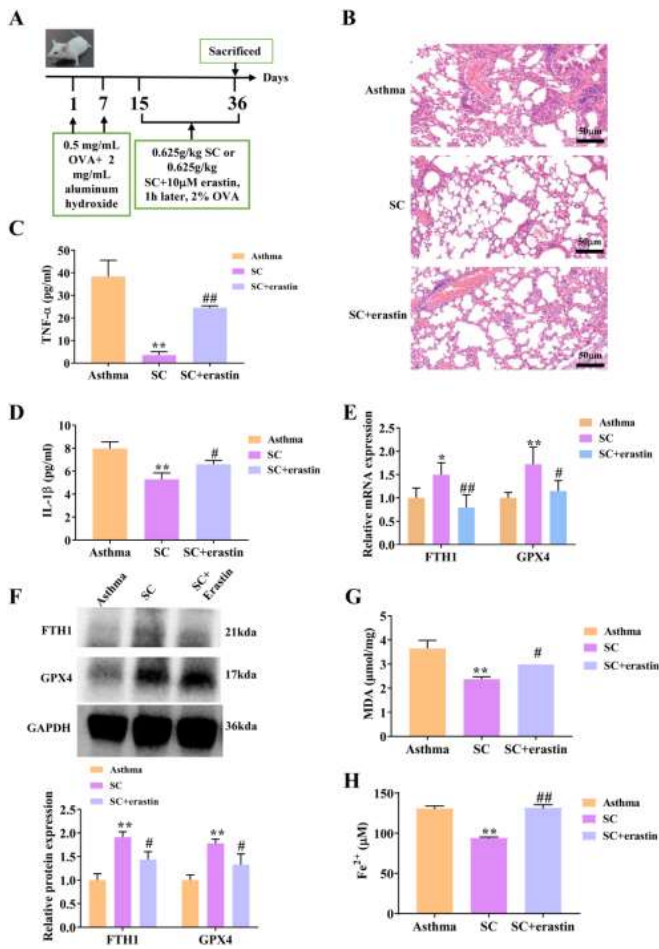 A
Sacrificed
Days
1
7
15
36
0.5 mg/mL
OVA+ 2
mg/mL
aluminum
hydroxide
0.625g/kg SC or
0.625g/kg
SC+10μM erastin,
1h later, 2% OVA
B
Asthma
50μm
SC
50μm
SC+erastin
50μm
C
TNF-α (pg/ml)
50
40
30
20
10
0
**
##
Asthma
SC
SC+erastin
Asthma
SC
SC+erastin
D
IL-1β (pg/ml)
10
8
6
4
2
0
**
#
Asthma
SC
SC+erastin
Asthma
SC
SC+erastin
E
Relative mRNA expression
2.5
2.0
1.5
1.0
0.5
0.0
*
##
**
#
FTH1
GPX4
Asthma
SC
SC+erastin
F
Asthma
SC
SC+
Erastin
FTH1
21kda
GPX4
17kda
GAPDH
36kda
Asthma
SC
SC+erastin
Relative protein expression
2.5
2.0
1.5
1.0
0.5
0.0
**
#
**
#
FTH1
GPX4
G
MDA (μmol/mg)
5
4
3
2
1
0
**
#
Asthma
SC
SC+erastin
Asthma
SC
SC+erastin
H
Fe²⁺ (μM)
150
100
50
0
**
##
Asthma
SC
SC+erastin
Asthma
SC
SC+erastin